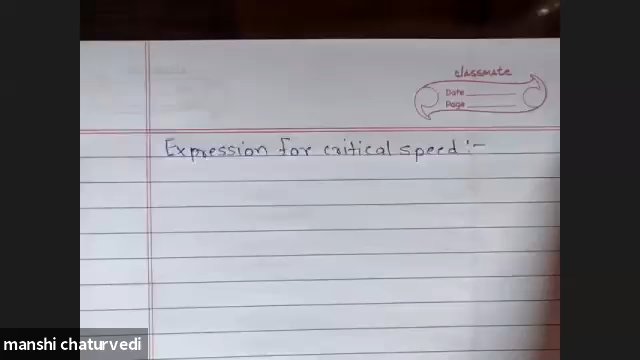 classmate
Date
Page
Expression for critical speed :-
manshi chaturvedi